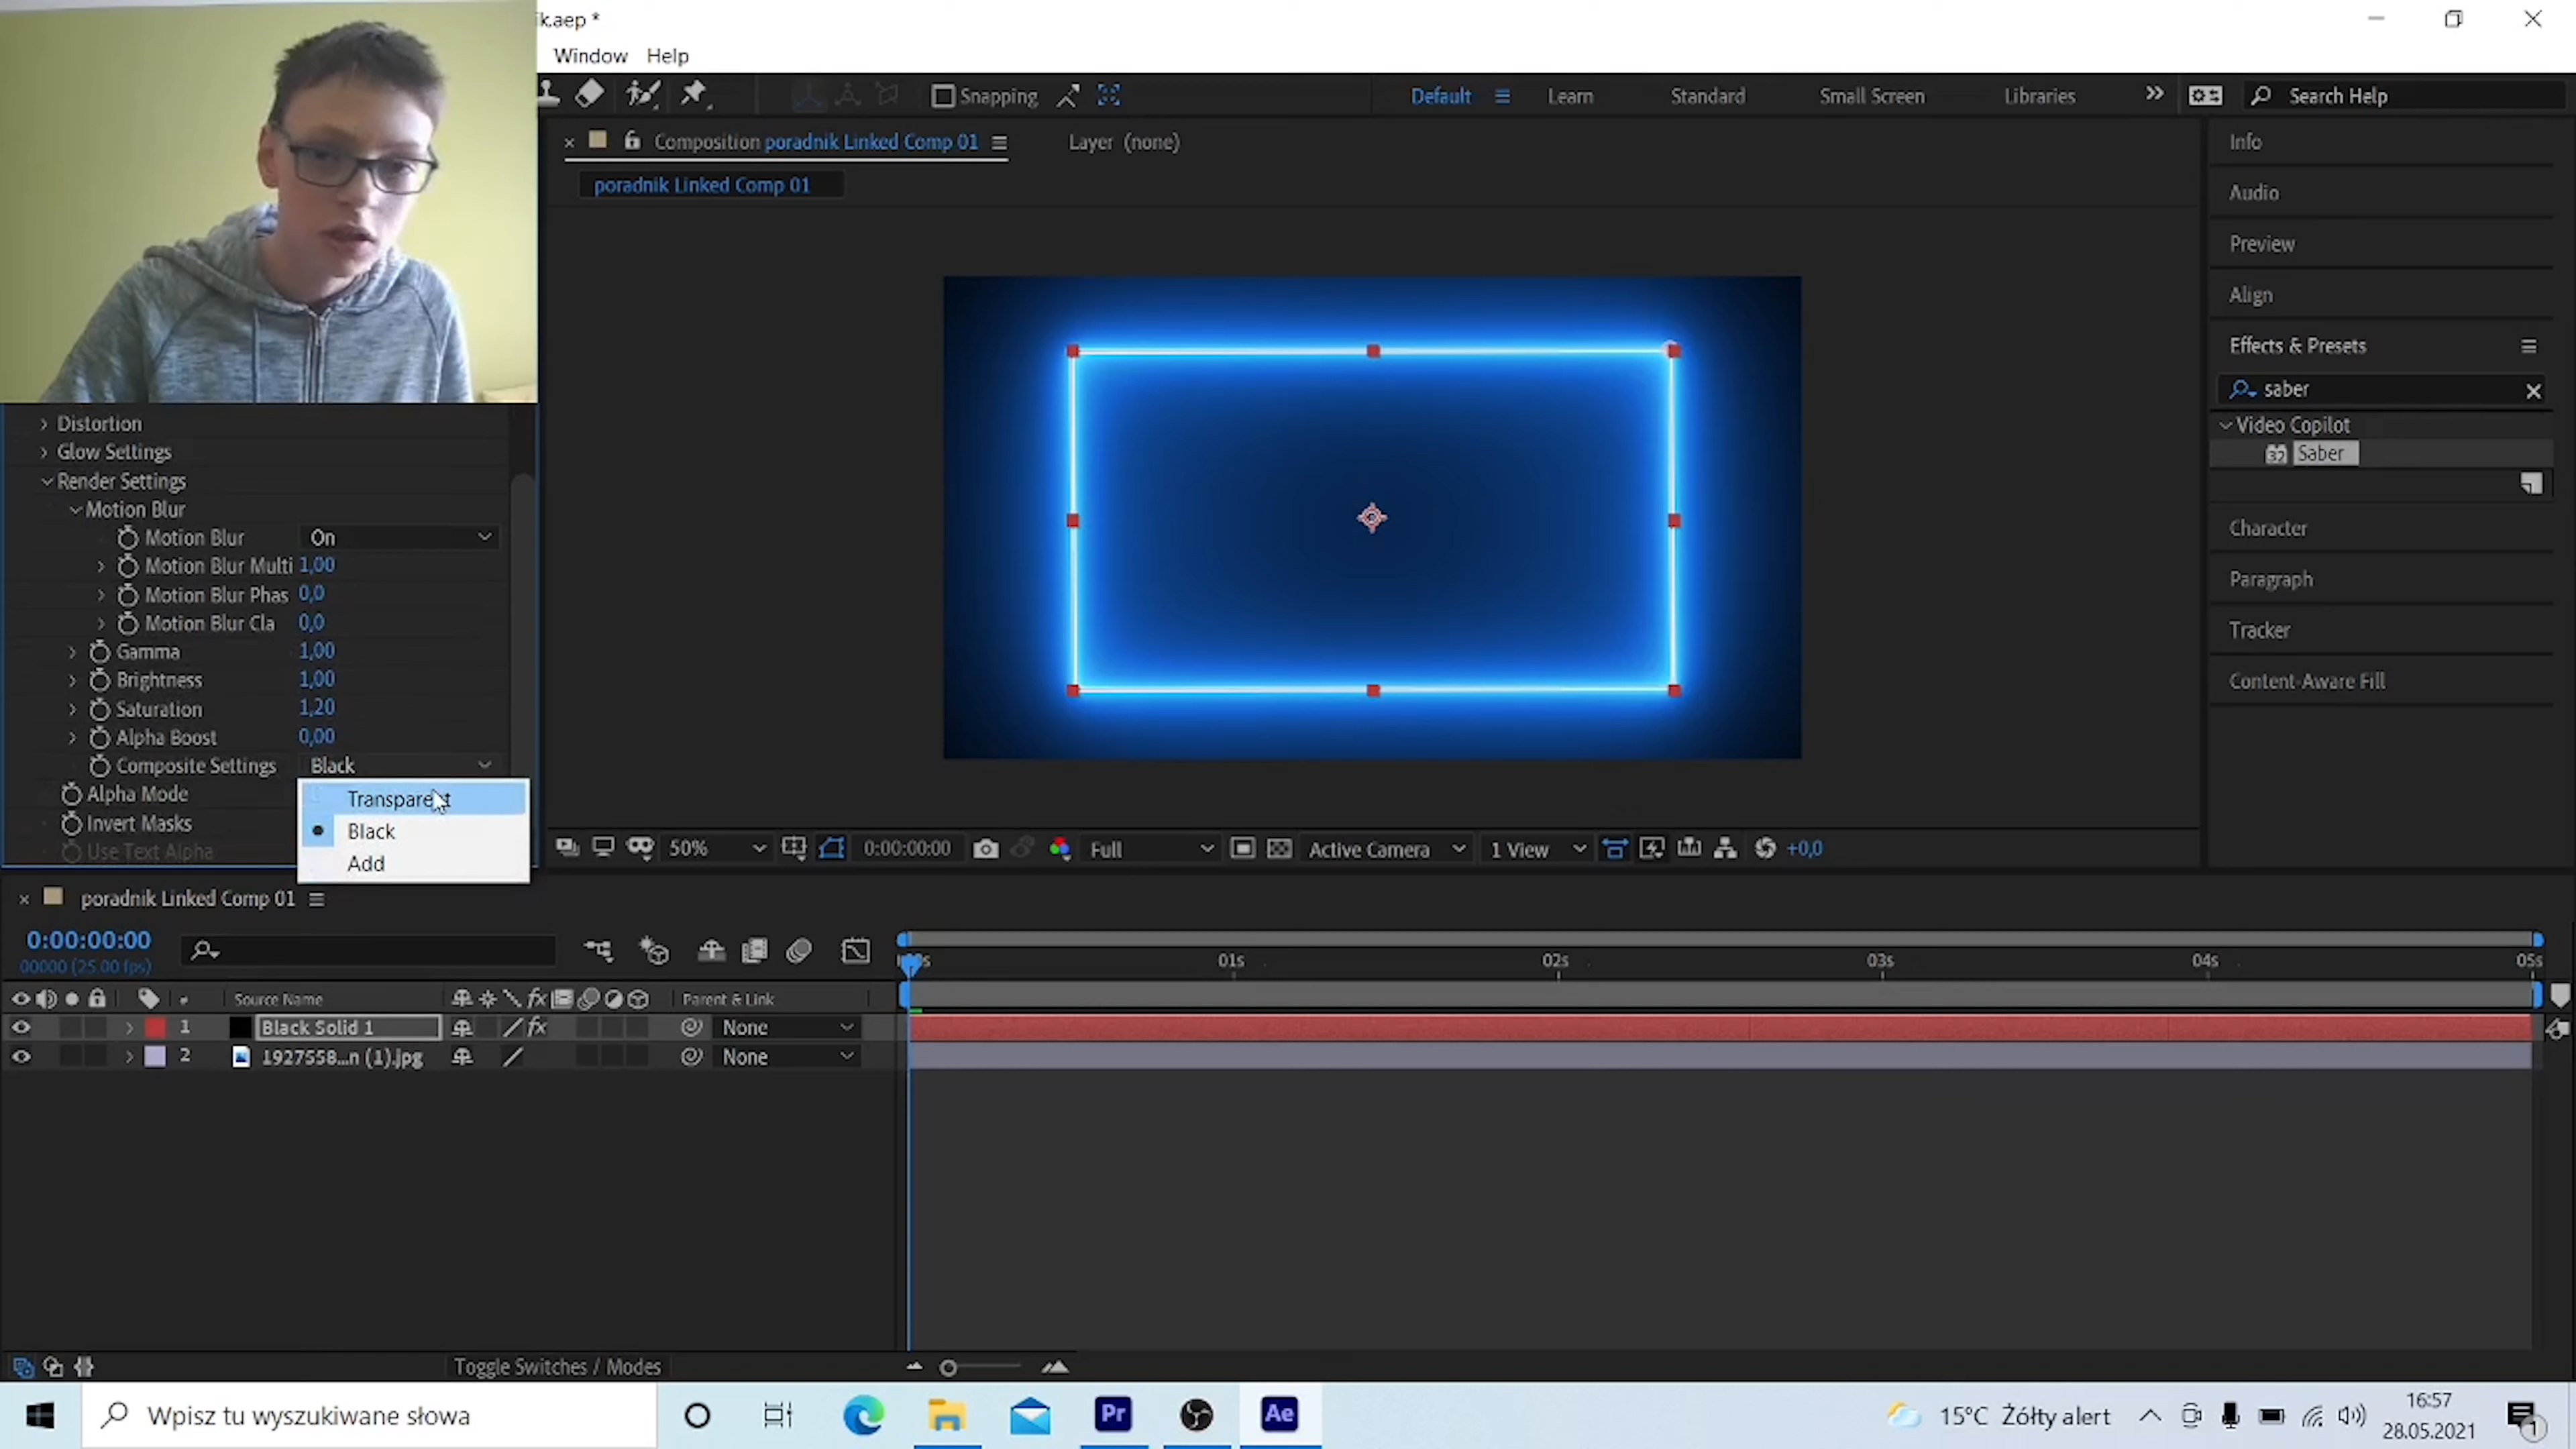 ik.aep *
Window Help
Snapping Default Learn Standard Small Screen Libraries Search Help
Composition poradnik Linked Comp 01 Layer (none)
poradnik Linked Comp 01
Info
Audio
Preview
Align
Effects & Presets
saber
Video Copilot
32 Saber
Character
Paragraph
Tracker
Content-Aware Fill
Distortion
Glow Settings
Render Settings
Motion Blur
Motion Blur On
Motion Blur Multi 1,00
Motion Blur Phas 0,0
Motion Blur Cla 0,0
Gamma 1,00
Brightness 1,00
Saturation 1,20
Alpha Boost 0,00
Composite Settings Black
Alpha Mode
Invert Masks
Use Text Alpha
Transparent
Black
Add
50% 0:00:00:00 Full Active Camera 1 View +0,0
poradnik Linked Comp 01
0:00:00:00
00000 (25.00 fps)
01s 02s 03s 04s 05s
# Source Name fx Parent & Link
1 Black Solid 1 fx None
2 1927558...n (1).jpg None
Toggle Switches / Modes
Wpisz tu wyszukiwane słowa Pr Ae 15°C Żółty alert 16:57
28.05.2021
1